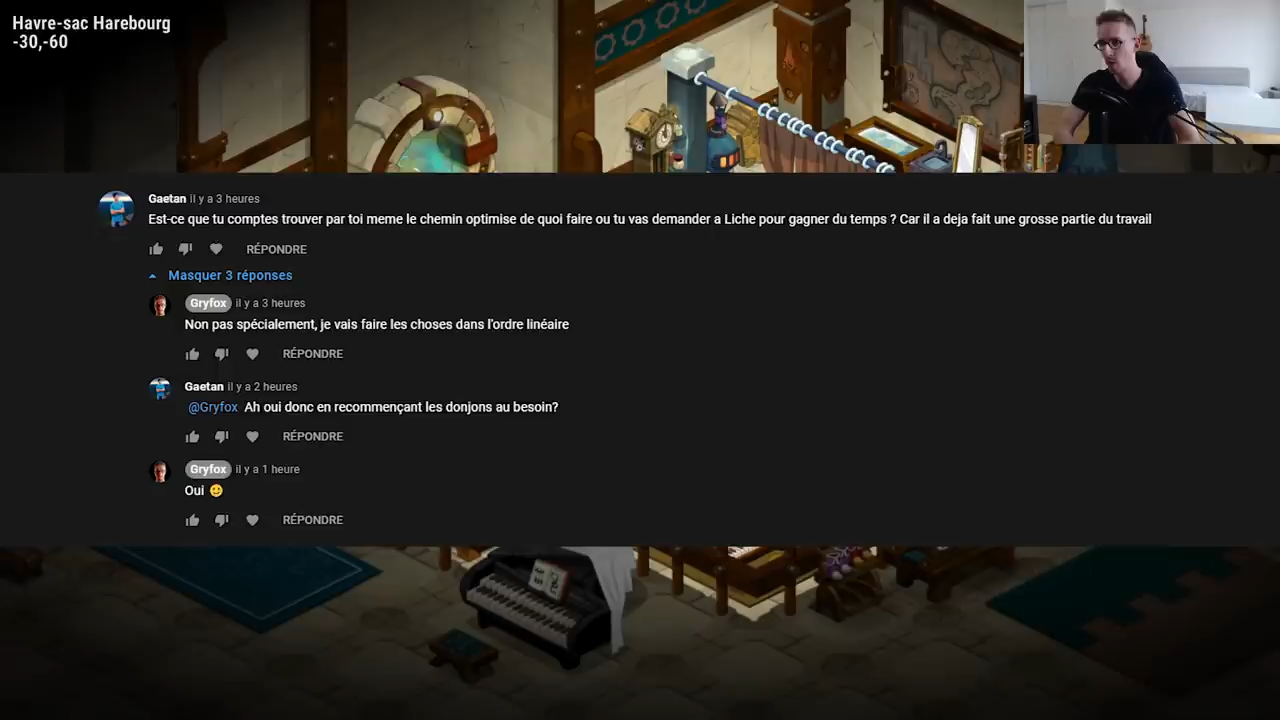 Havre-sac Harebourg
-30,-60
Gaetan il y a 3 heures
Est-ce que tu comptes trouver par toi meme le chemin optimise de quoi faire ou tu vas demander a Liche pour gagner du temps ? Car il a deja fait une grosse partie du travail
RÉPONDRE
Masquer 3 réponses
Gryfox il y a 3 heures
Non pas spécialement, je vais faire les choses dans l'ordre linéaire
RÉPONDRE
Gaetan il y a 2 heures
@Gryfox Ah oui donc en recommençant les donjons au besoin?
RÉPONDRE
Gryfox il y a 1 heure
Oui 🙂
RÉPONDRE